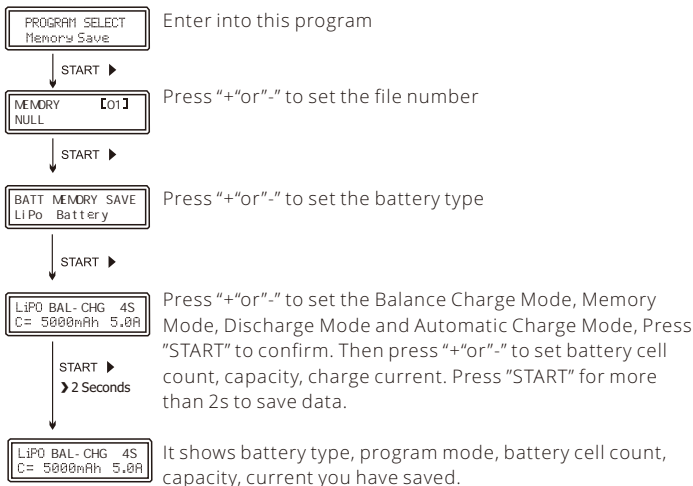 PROGRAM SELECT
Memory Save
Enter into this program
START ▶
MEMORY 【01】
NULL
Press “+“or”-” to set the file number
START ▶
BATT MEMORY SAVE
LiPo Battery
Press “+“or”-” to set the battery type
START ▶
LiPO BAL-CHG 4S
C= 5000mAh 5.0A
Press “+“or”-” to set the Balance Charge Mode, Memory
Mode, Discharge Mode and Automatic Charge Mode, Press
”START” to confirm. Then press “+“or”-” to set battery cell
count, capacity, charge current. Press ”START” for more
than 2s to save data.
START ▶
❯ 2 Seconds
LiPO BAL-CHG 4S
C= 5000mAh 5.0A
It shows battery type, program mode, battery cell count,
capacity, current you have saved.